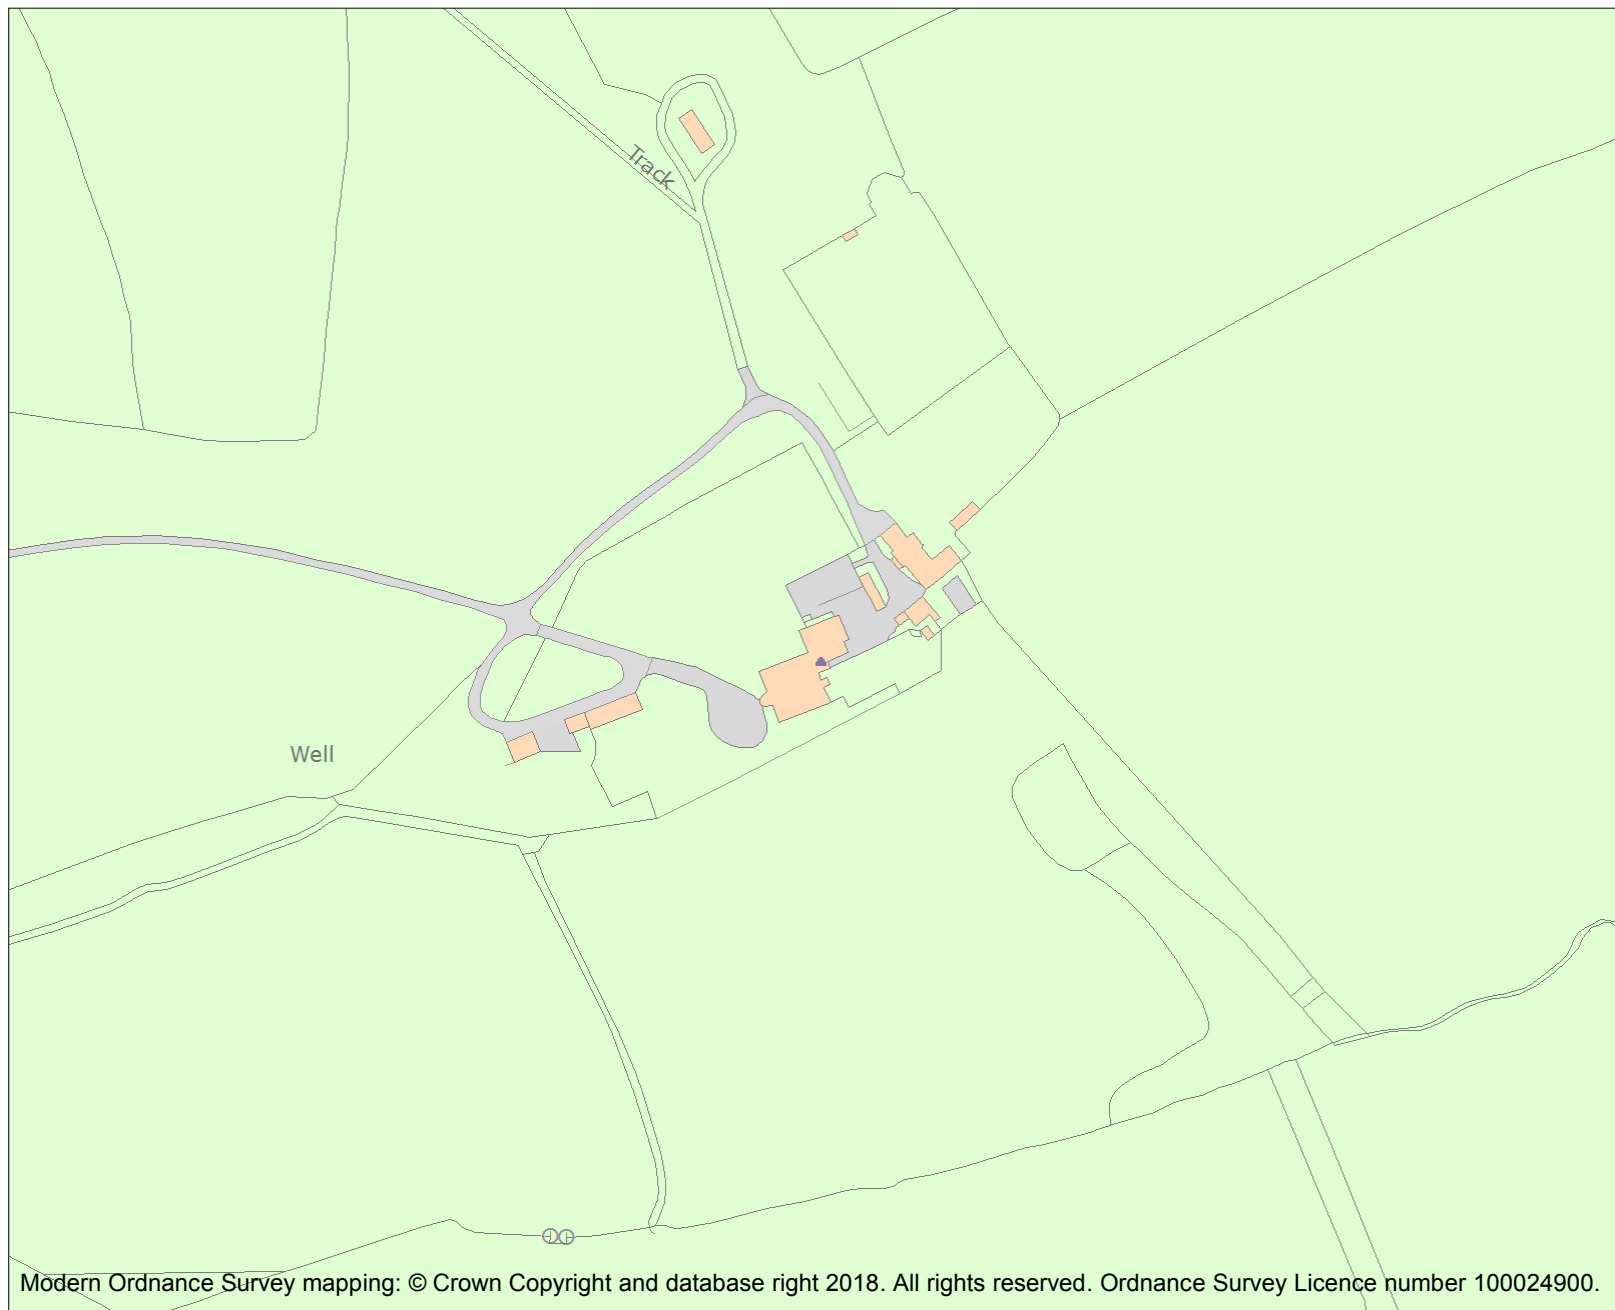 Track
Well
Modern Ordnance Survey mapping: © Crown Copyright and database right 2018. All rights reserved. Ordnance Survey Licence number 100024900.